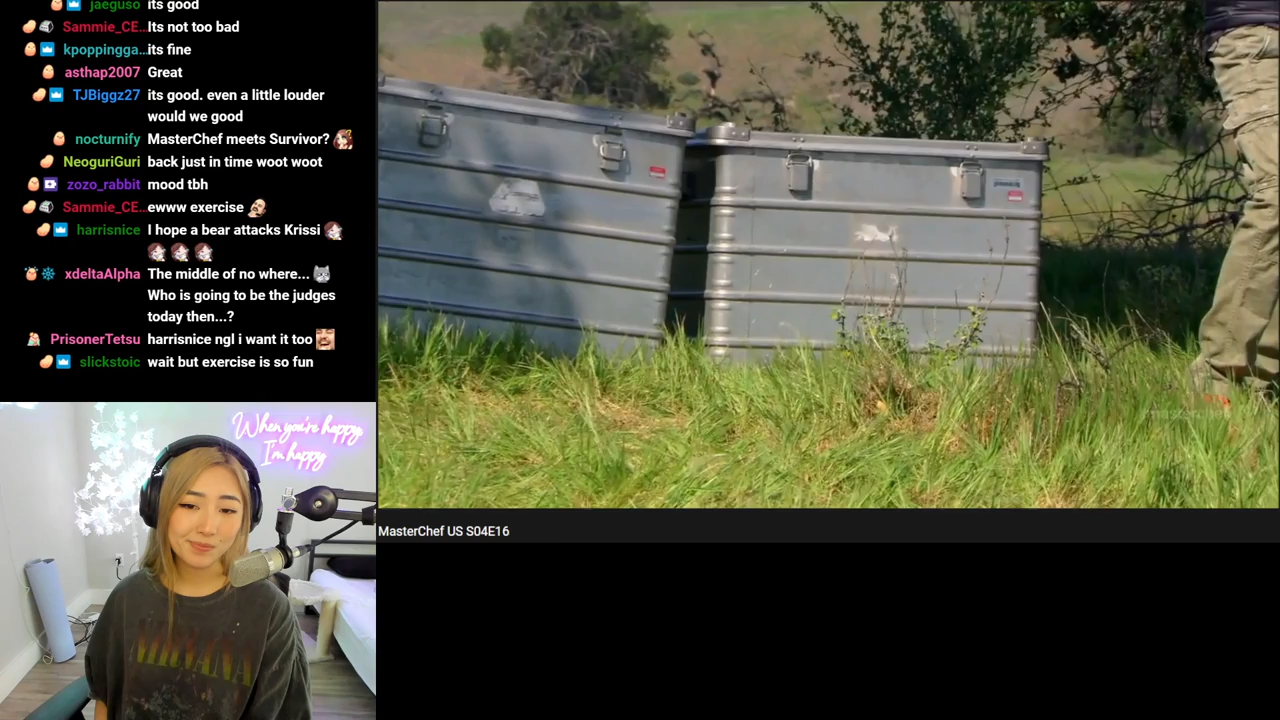 jaeguso its good
Sammie_CE... Its not too bad
kpoppingga... its fine
asthap2007 Great
TJBiggz27 its good. even a little louder
would we good
nocturnify MasterChef meets Survivor?
NeoguriGuri back just in time woot woot
zozo_rabbit mood tbh
Sammie_CE... ewww exercise
harrisnice I hope a bear attacks Krissi
xdeltaAlpha The middle of no where...
Who is going to be the judges
today then...?
PrisonerTetsu harrisnice ngl i want it too
slickstoic wait but exercise is so fun
When you're happy,
I'm happy
NIRVANA
#masterchef
MasterChef US S04E16